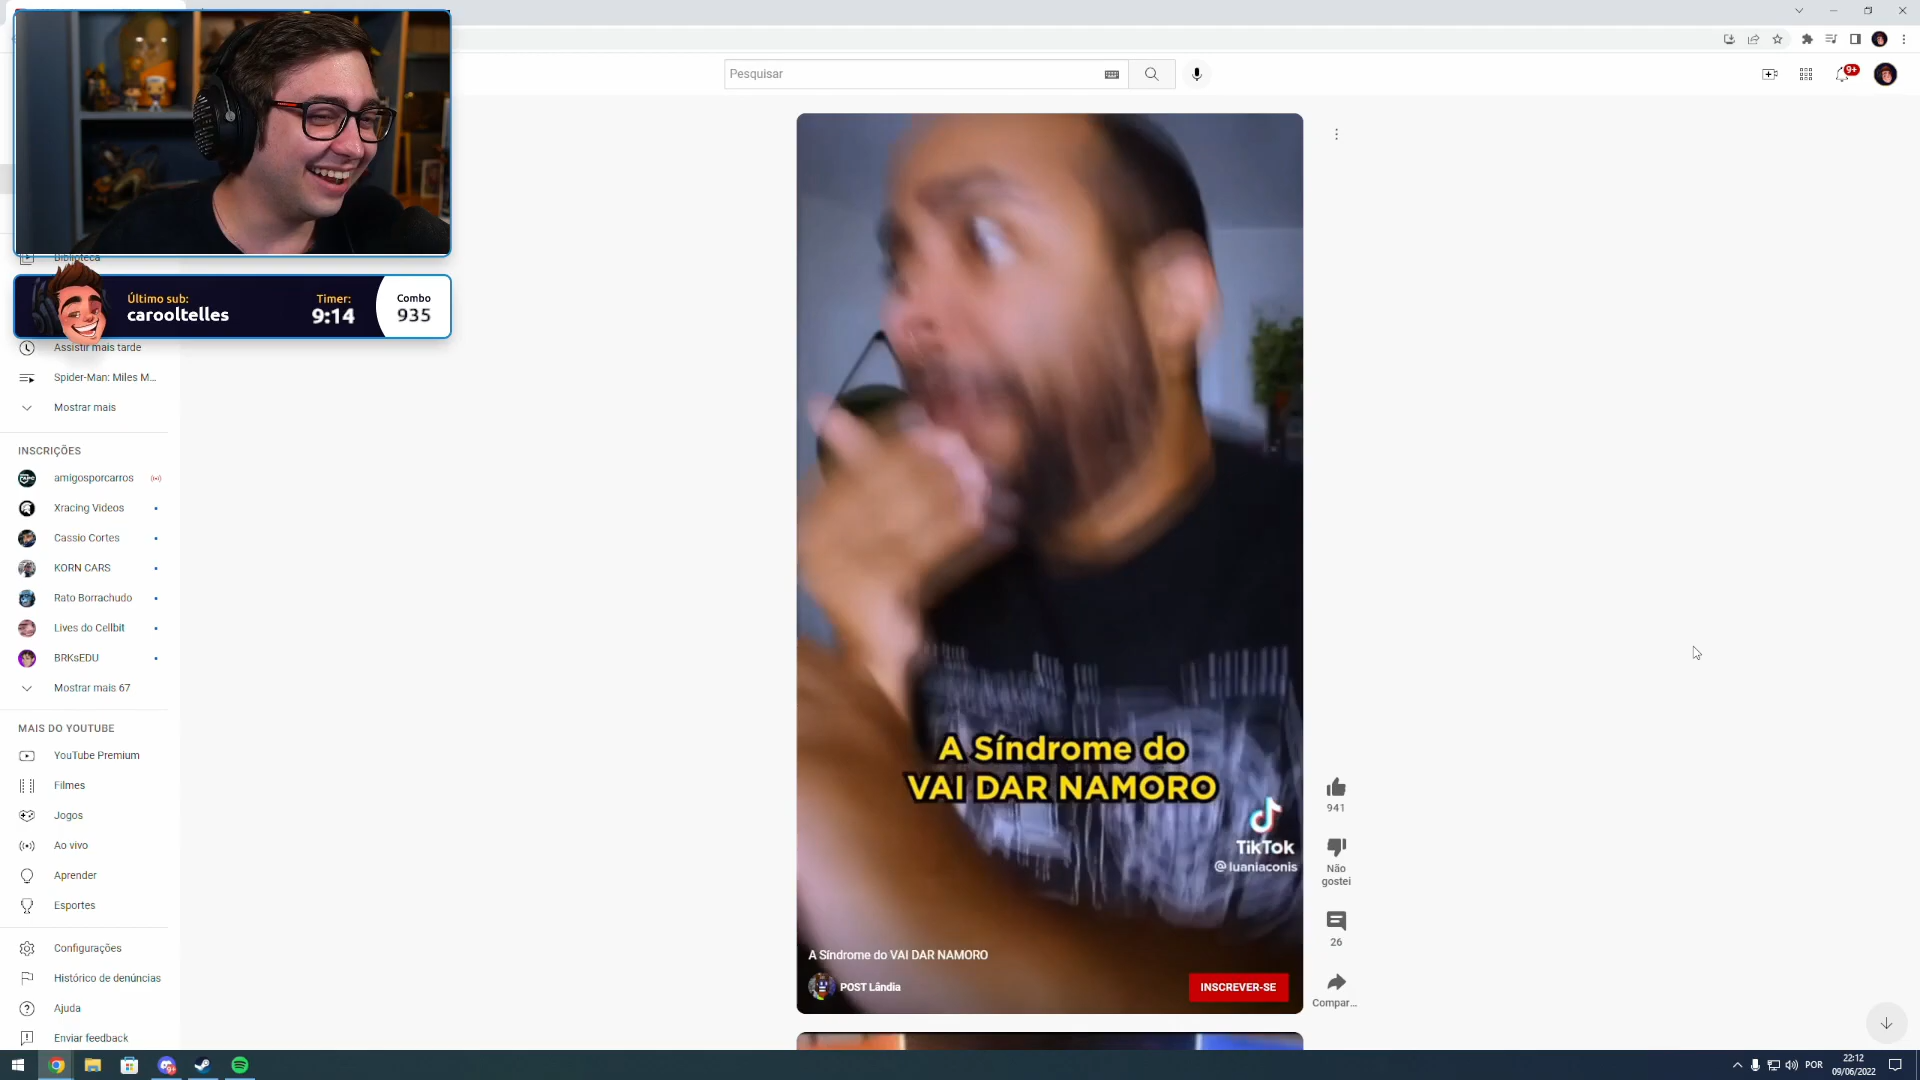 Pesquisar
9+
Biblioteca
Último sub:
carooltelles
Timer:
9:14
Combo
935
Assistir mais tarde
Spider-Man: Miles M...
Mostrar mais
INSCRIÇÕES
amigosporcarros
Xracing Videos
Cassio Cortes
KORN CARS
Rato Borrachudo
Lives do Cellbit
BRKsEDU
Mostrar mais 67
MAIS DO YOUTUBE
YouTube Premium
Filmes
Jogos
Ao vivo
Aprender
Esportes
Configurações
Histórico de denúncias
Ajuda
Enviar feedback
A Síndrome do
VAI DAR NAMORO
TikTok
@luaniaconis
A Síndrome do VAI DAR NAMORO
POST Lândia
INSCREVER-SE
941
Não
gostei
26
Compar...
POR
22:12
09/06/2022